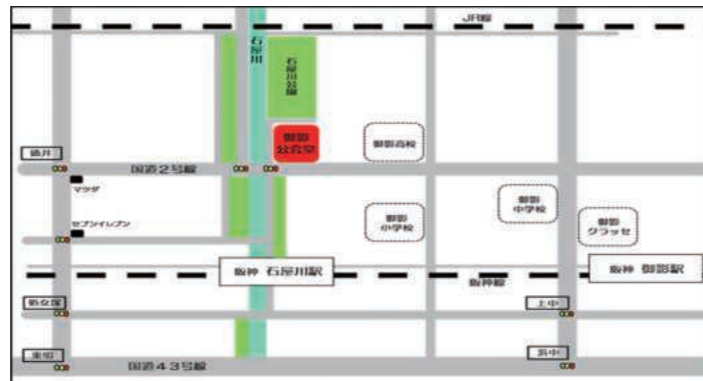 JR線
石屋川
石屋川公園
御影
公会堂
御影高校
徳井
国道2号線
マツダ
セブンイレブン
御影
小学校
御影
中学校
御影
クラッセ
阪神 石屋川駅
阪神 御影駅
阪神線
処女塚
上中
東明
国道43号線
浜中